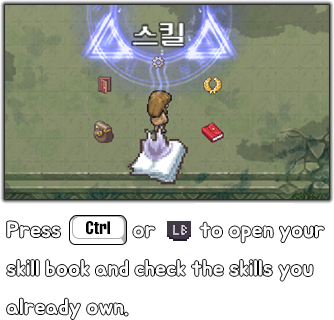 스킬
Press Ctrl or LB to open your
skill book and check the skills you
already own.